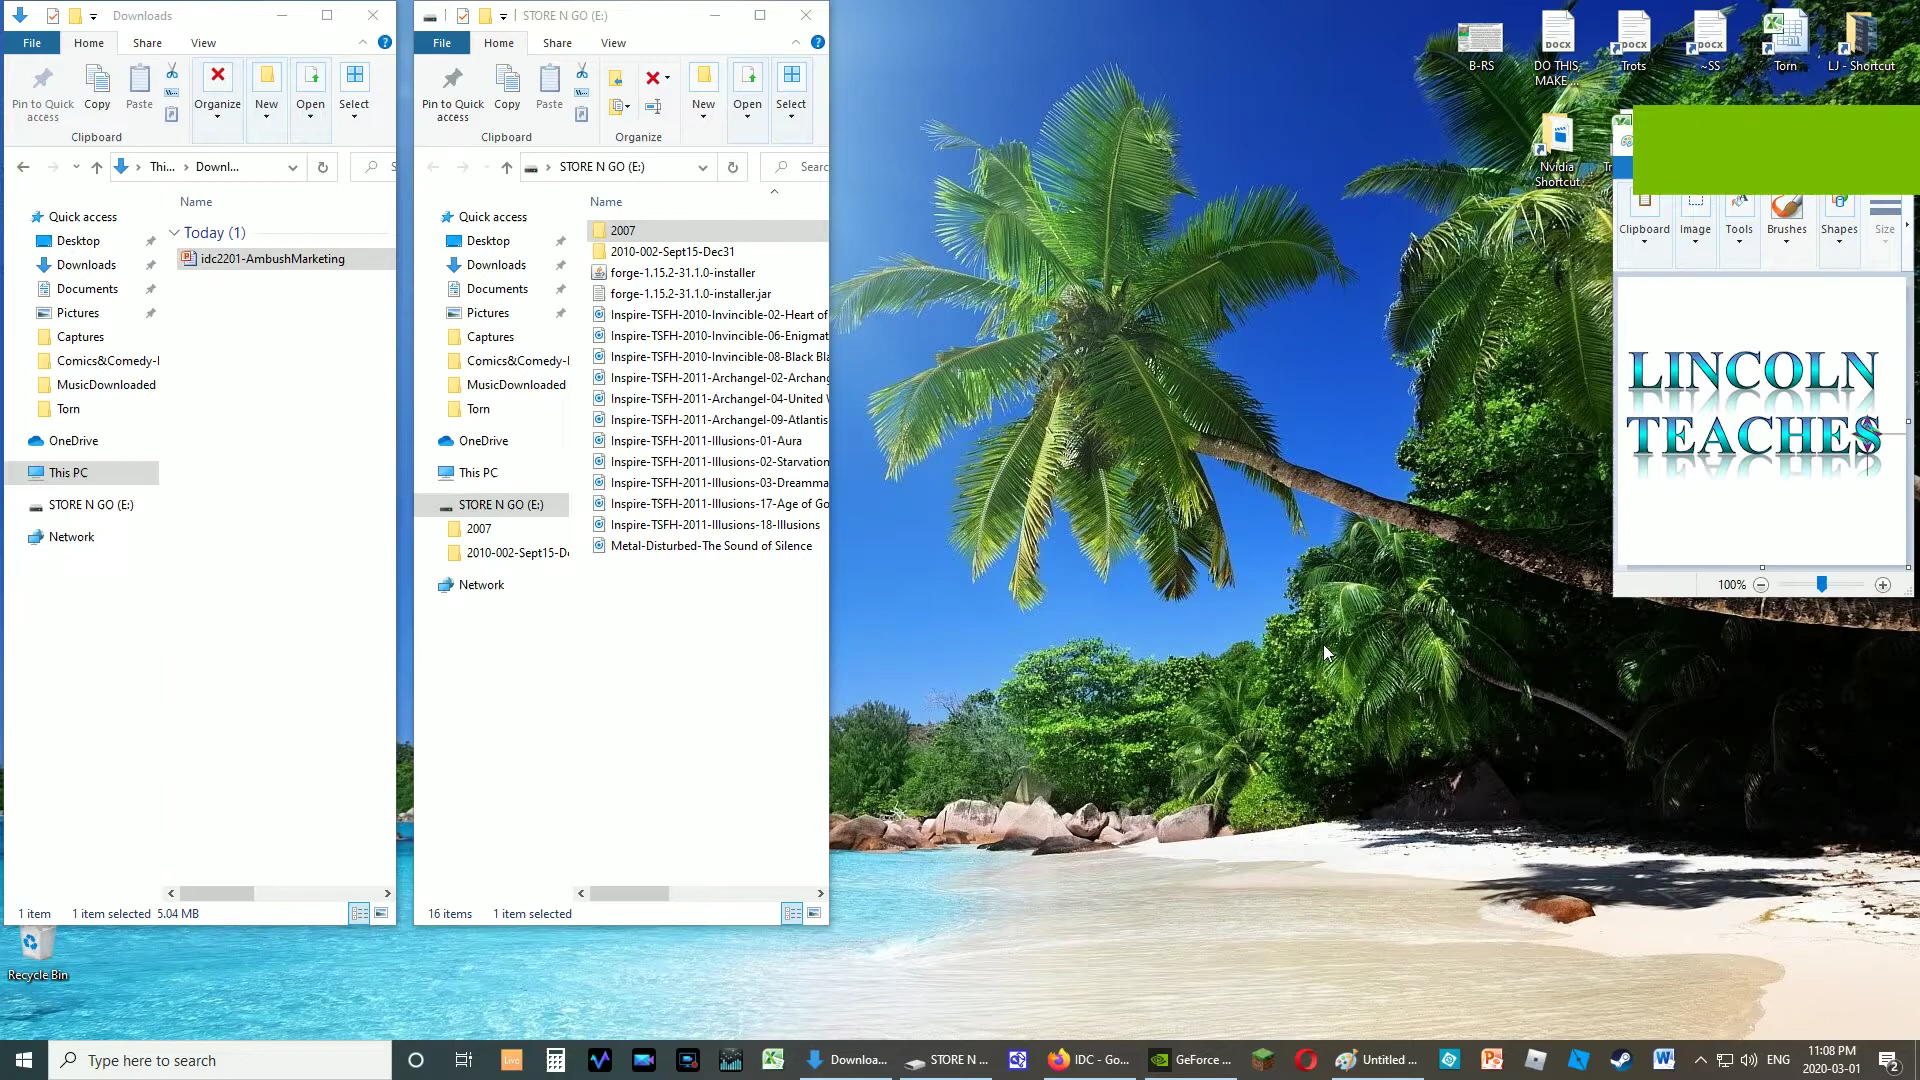 Downloads
File
Home
Share
View
Pin to Quick access
Copy
Paste
Organize
New
Open
Select
Clipboard
Thi...
Downl...
Name
Today (1)
idc2201-AmbushMarketing
Quick access
Desktop
Downloads
Documents
Pictures
Captures
Comics&Comedy-I
MusicDownloaded
Torn
OneDrive
This PC
STORE N GO (E:)
Network
1 item
1 item selected 5.04 MB
STORE N GO (E:)
File
Home
Share
View
Pin to Quick access
Copy
Paste
New
Open
Select
Clipboard
Organize
STORE N GO (E:)
Searc
Name
2007
2010-002-Sept15-Dec31
forge-1.15.2-31.1.0-installer
forge-1.15.2-31.1.0-installer.jar
Inspire-TSFH-2010-Invincible-02-Heart of
Inspire-TSFH-2010-Invincible-06-Enigmat
Inspire-TSFH-2010-Invincible-08-Black Bla
Inspire-TSFH-2011-Archangel-02-Archang
Inspire-TSFH-2011-Archangel-04-United
Inspire-TSFH-2011-Archangel-09-Atlantis
Inspire-TSFH-2011-Illusions-01-Aura
Inspire-TSFH-2011-Illusions-02-Starvation
Inspire-TSFH-2011-Illusions-03-Dreamma
Inspire-TSFH-2011-Illusions-17-Age of Go
Inspire-TSFH-2011-Illusions-18-Illusions
Metal-Disturbed-The Sound of Silence
Quick access
Desktop
Downloads
Documents
Pictures
Captures
Comics&Comedy-I
MusicDownloaded
Torn
OneDrive
This PC
STORE N GO (E:)
2007
2010-002-Sept15-De
Network
16 items
1 item selected
B-RS
DOCX
DO THIS, MAKE ...
DOCX
Trots
DOCX
~SS
Torn
LJ - Shortcut
Nvidia Shortcut
Tr
Clipboard
Image
Tools
Brushes
Shapes
Size
LINCOLN
TEACHES
100%
Recycle Bin
Type here to search
Live
Downloa...
STORE N ...
IDC - Go...
GeForce ...
Untitled ...
ENG
11:08 PM
2020-03-01
2